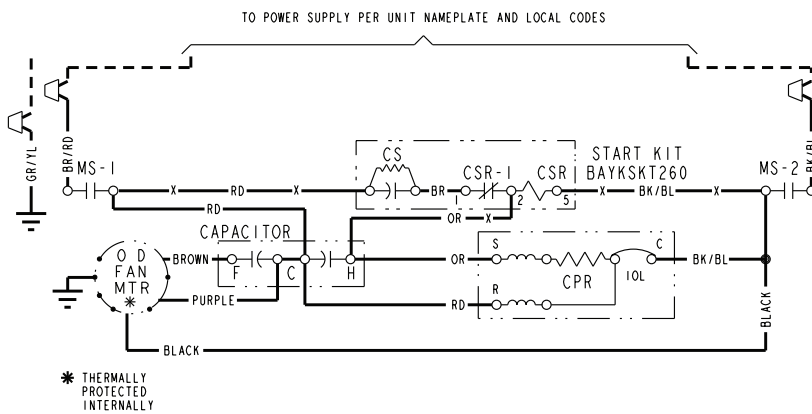 TO POWER SUPPLY PER UNIT NAMEPLATE AND LOCAL CODES
GR/YL
BR/RD
BK/BL
MS-1
CS
CSR-1
CSR
START KIT
BAYKSKT260
MS-2
X
RD
X
BR
1
2
5
X
BK/BL
X
RD
OR
X
CAPACITOR
O D
FAN
MTR
*
BROWN
F
C
H
OR
S
CPR
IOL
C
BK/BL
PURPLE
RD
R
BLACK
BLACK
* THERMALLY
PROTECTED
INTERNALLY